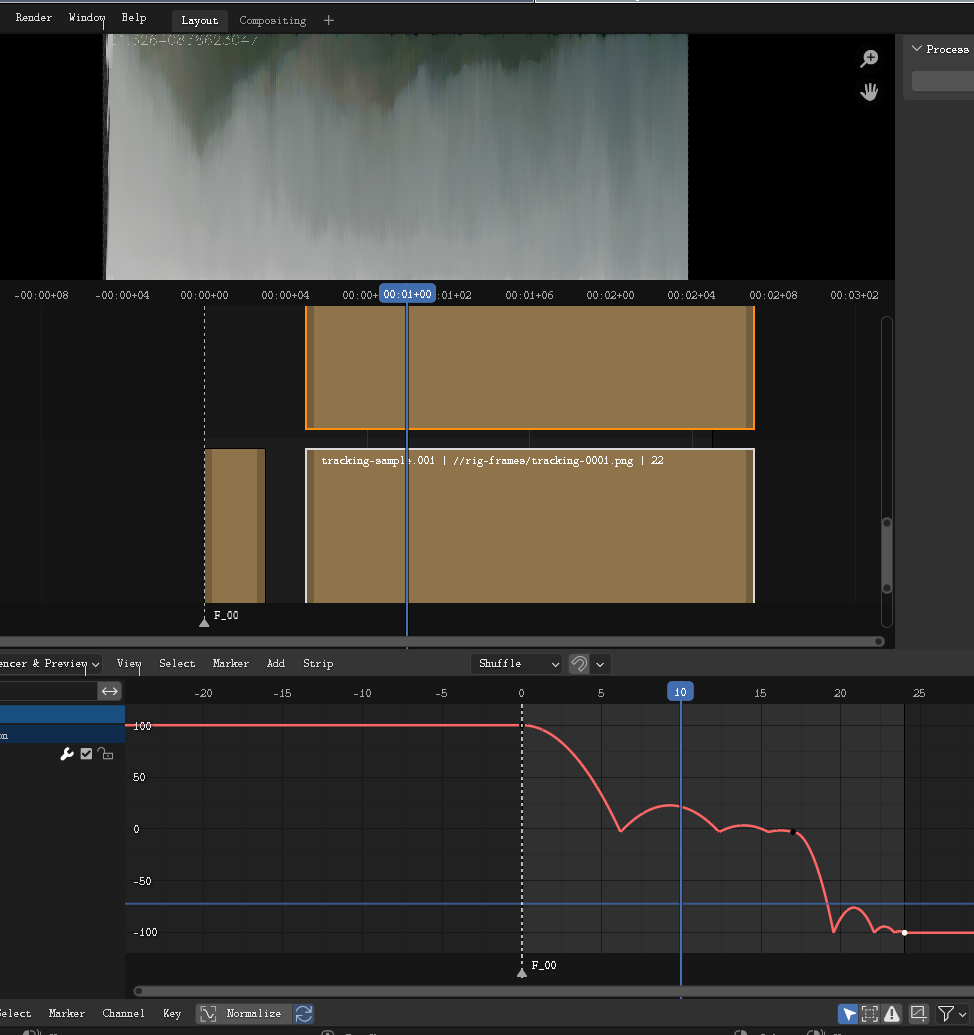 Render Window Help Layout Compositing +
Process
-00:00+08 -00:00+04 00:00+00 00:00+04 00:00+ 00:01+00 :01+02 00:01+06 00:02+00 00:02+04 00:02+08 00:03+02
tracking-sample.001 | //rig-frames/tracking-0001.png | 22
F_00
encer & Preview View Select Marker Add Strip Shuffle
-20 -15 -10 -5 0 5 10 15 20 25
on
100
50
0
-50
-100
F_00
Select Marker Channel Key Normalize